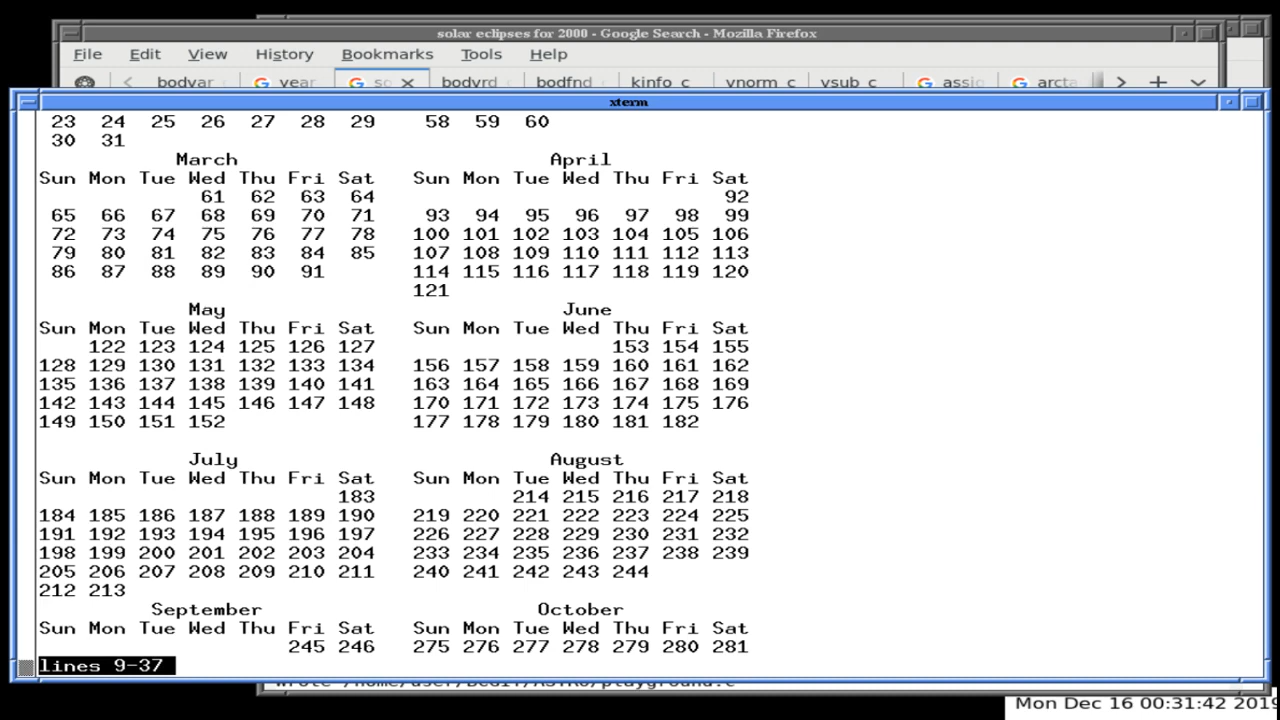 solar eclipses for 2000 - Google Search - Mozilla Firefox
File Edit View History Bookmarks Tools Help
bodvar year so bodyrd bodfnd kinfo_c vnorm_c vsub_c assig arcta
xterm
23 24 25 26 27 28 29 58 59 60
30 31
March April
Sun Mon Tue Wed Thu Fri Sat Sun Mon Tue Wed Thu Fri Sat
61 62 63 64 92
65 66 67 68 69 70 71 93 94 95 96 97 98 99
72 73 74 75 76 77 78 100 101 102 103 104 105 106
79 80 81 82 83 84 85 107 108 109 110 111 112 113
86 87 88 89 90 91 114 115 116 117 118 119 120
121
May June
Sun Mon Tue Wed Thu Fri Sat Sun Mon Tue Wed Thu Fri Sat
122 123 124 125 126 127 153 154 155
128 129 130 131 132 133 134 156 157 158 159 160 161 162
135 136 137 138 139 140 141 163 164 165 166 167 168 169
142 143 144 145 146 147 148 170 171 172 173 174 175 176
149 150 151 152 177 178 179 180 181 182
July August
Sun Mon Tue Wed Thu Fri Sat Sun Mon Tue Wed Thu Fri Sat
183 214 215 216 217 218
184 185 186 187 188 189 190 219 220 221 222 223 224 225
191 192 193 194 195 196 197 226 227 228 229 230 231 232
198 199 200 201 202 203 204 233 234 235 236 237 238 239
205 206 207 208 209 210 211 240 241 242 243 244
212 213
September October
Sun Mon Tue Wed Thu Fri Sat Sun Mon Tue Wed Thu Fri Sat
245 246 275 276 277 278 279 280 281
lines 9-37
Mon Dec 16 00:31:42 2019